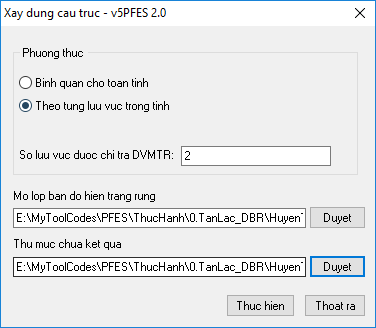 Xay dung cau truc - v5PFES 2.0
Phuong thuc
Binh quan cho toan tinh
Theo tung luu vuc trong tinh
So luu vuc duoc chi tra DVMTR: 2
Mo lop ban do hien trang rung
E:\MyToolCodes\PFES\ThucHanh\0.TanLac_DBR\HuyenT Duyet
Thu muc chua ket qua
E:\MyToolCodes\PFES\ThucHanh\0.TanLac_DBR\HuyenT Duyet
Thuc hien Thoat ra